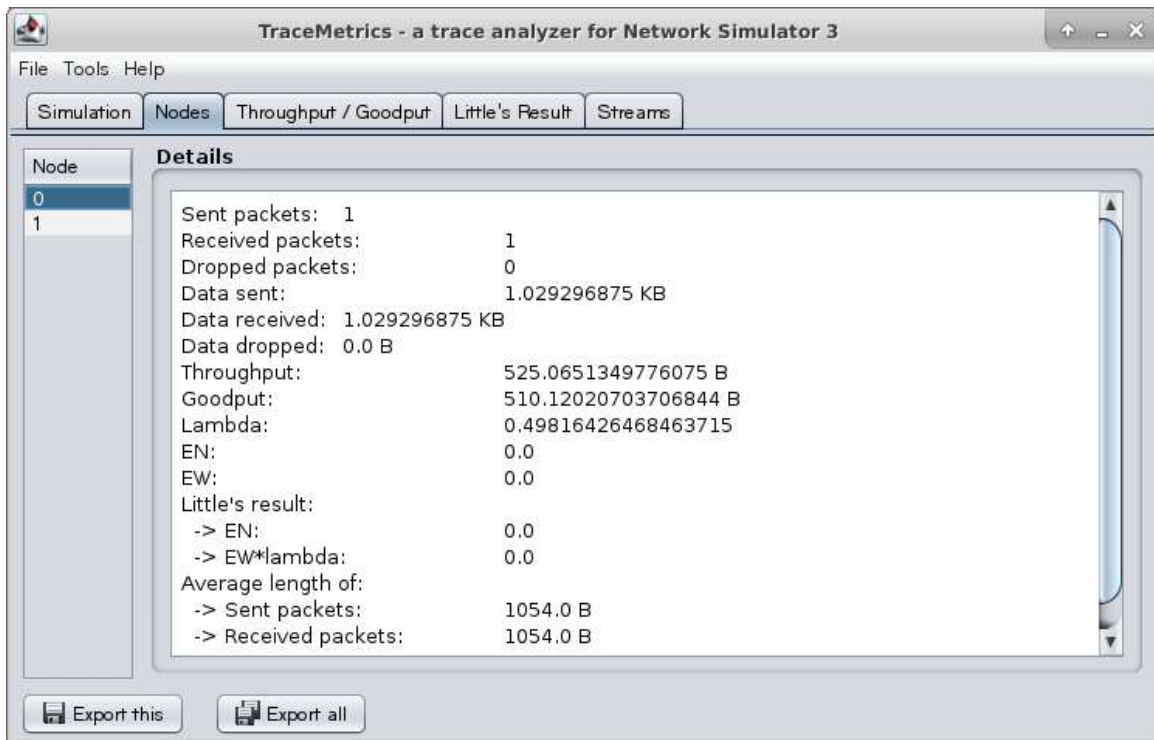 TraceMetrics - a trace analyzer for Network Simulator 3
File Tools Help
Simulation Nodes Throughput / Goodput Little's Result Streams
Node
0
1
Details
Sent packets: 1
Received packets: 1
Dropped packets: 0
Data sent: 1.029296875 KB
Data received: 1.029296875 KB
Data dropped: 0.0 B
Throughput: 525.0651349776075 B
Goodput: 510.12020703706844 B
Lambda: 0.49816426468463715
EN: 0.0
EW: 0.0
Little's result:
-> EN: 0.0
-> EW*lambda: 0.0
Average length of:
-> Sent packets: 1054.0 B
-> Received packets: 1054.0 B
Export this Export all